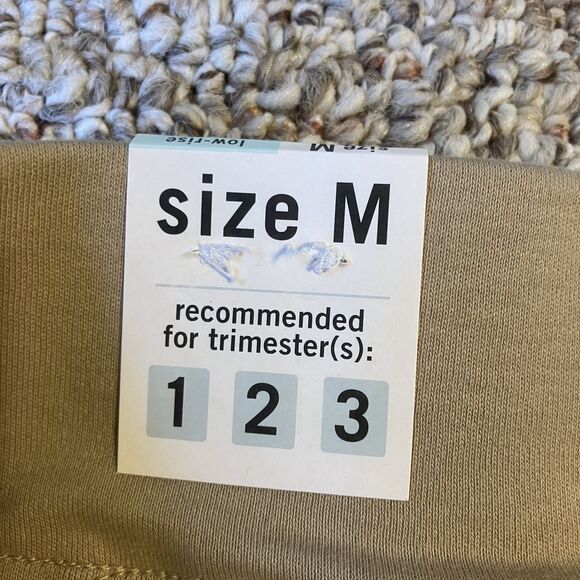 low-rise
size M
size M
recommended
for trimester(s):
1 2 3